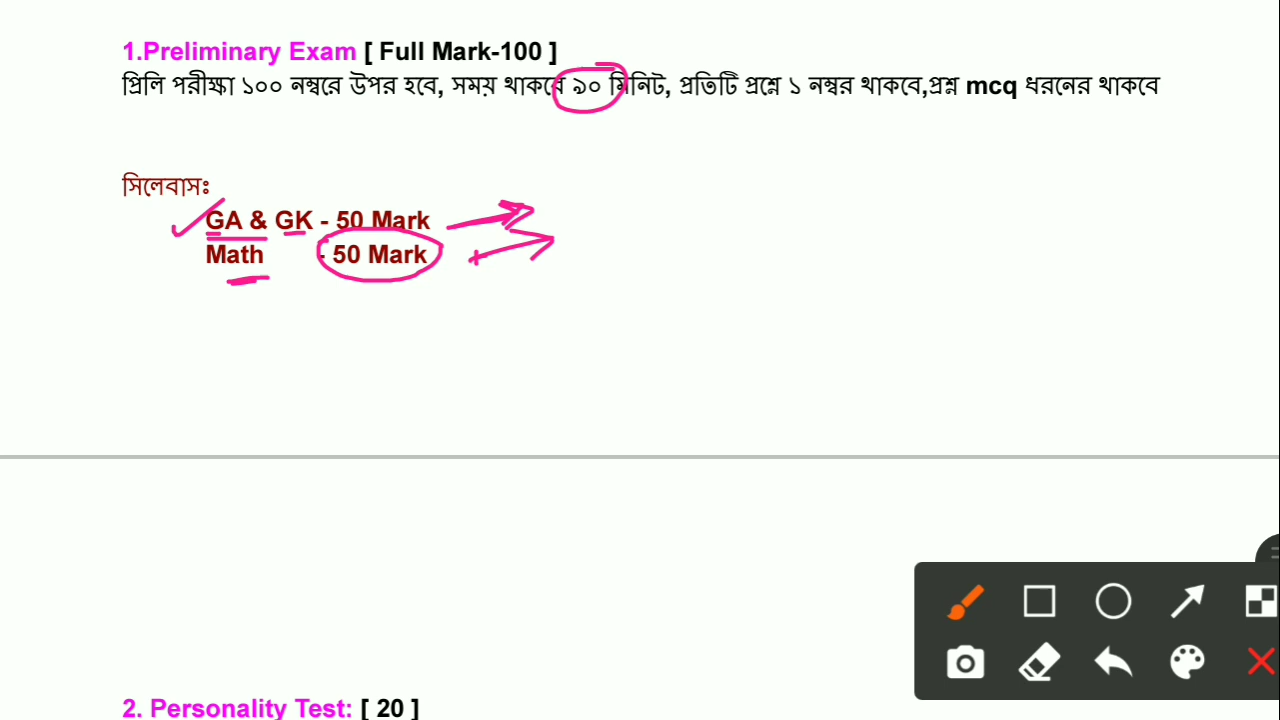 1.Preliminary Exam [ Full Mark-100 ]
প্রিলি পরীক্ষা ১০০ নম্বরে উপর হবে, সময় থাকবে ৯০ মিনিট, প্রতিটি প্রশ্নে ১ নম্বর থাকবে,প্রশ্ন mcq ধরনের থাকবে
সিলেবাসঃ
GA & GK - 50 Mark
Math - 50 Mark
2. Personality Test: [ 20 ]